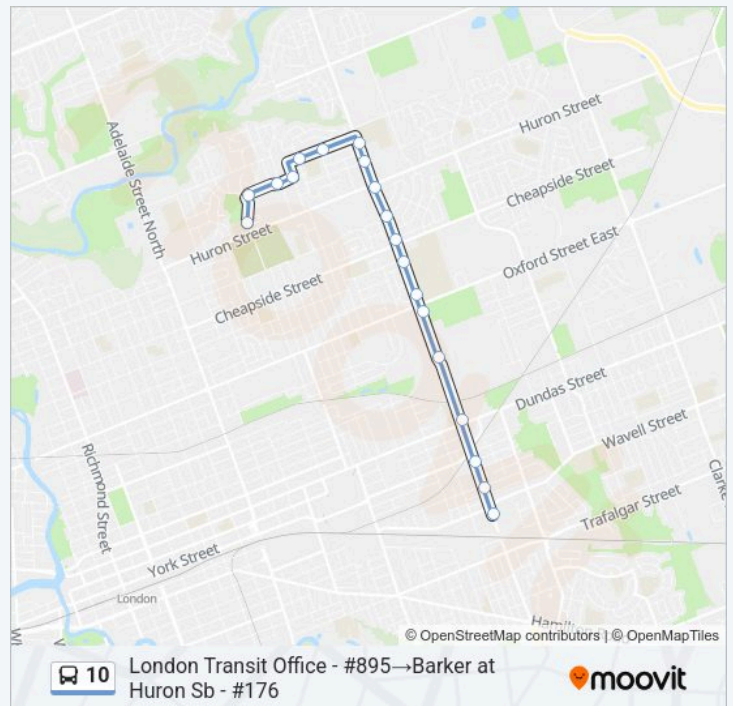 Huron Street
Cheapside Street
Adelaide Street North
Oxford Street East
Huron Street
Cheapside Street
Dundas Street
Wavell Street
Richmond Street
Clarke
Trafalgar Street
York Street
London
Hamilton
© OpenStreetMap contributors | © OpenMapTiles
10
London Transit Office - #895→Barker at
Huron Sb - #176
moovit